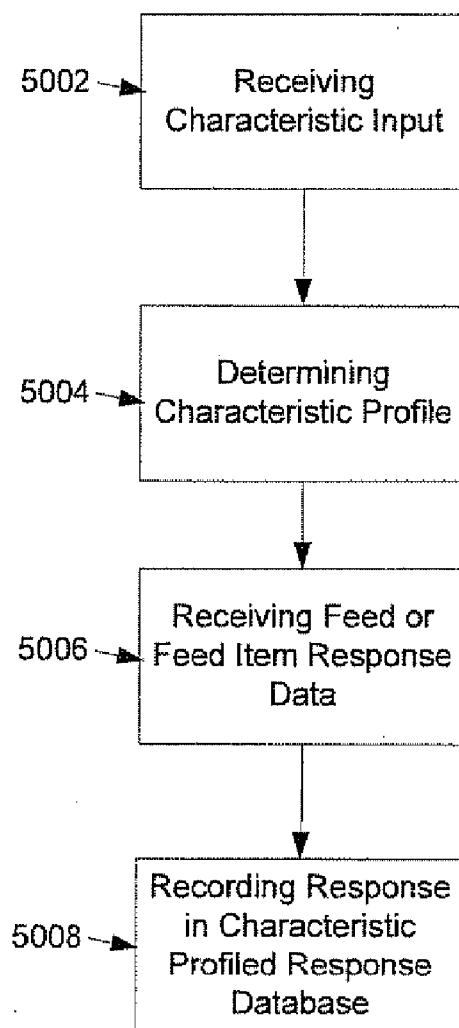 5002
Receiving
Characteristic Input
5004
Determining
Characteristic Profile
5006
Receiving Feed or
Feed Item Response
Data
5008
Recording Response
in Characteristic
Profiled Response
Database